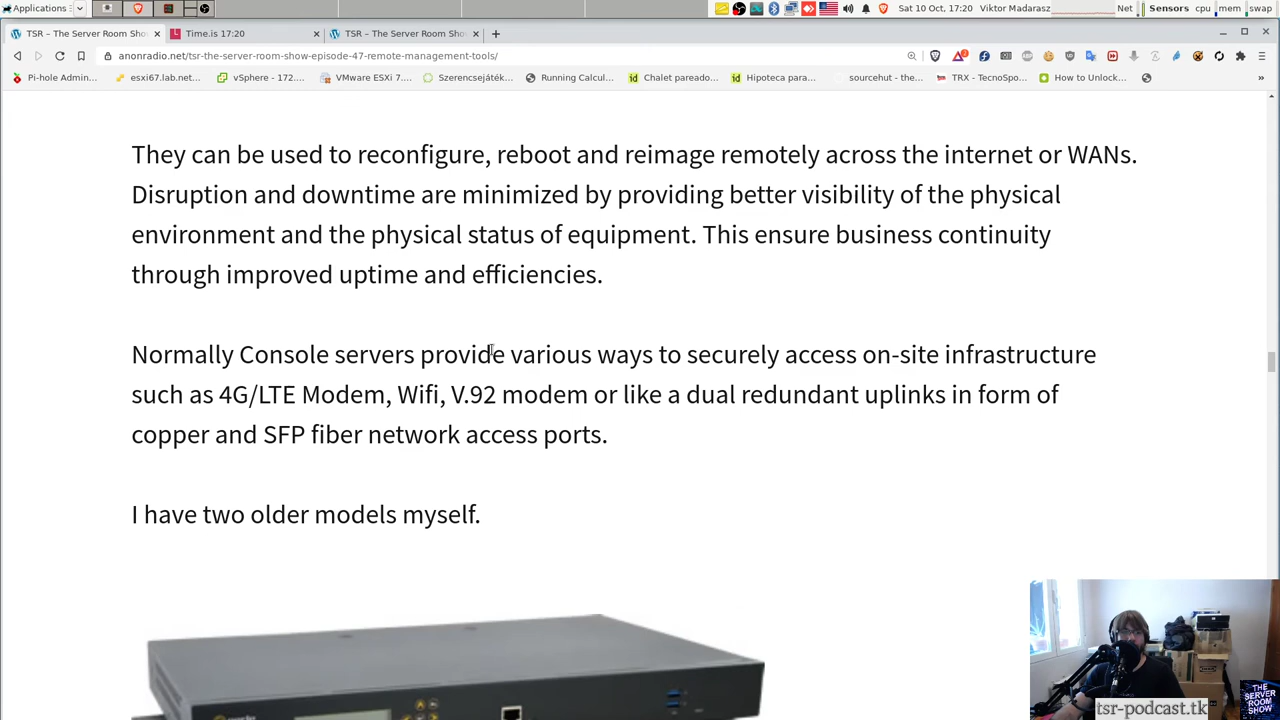 Applications
Sat 10 Oct, 17:20 Viktor Madarasz Net Sensors cpu mem swap
TSR – The Server Room Sho Time.is 17:20 TSR – The Server Room Show
anonradio.net/tsr-the-server-room-show-episode-47-remote-management-tools/
Pi-hole Admin... esxi67.lab.net... vSphere - 172.... VMware ESXi 7.... Szerencsejáték... Running Calcul... Chalet pareado... Hipoteca para... sourcehut - the... TRX - TecnoSpo... How to Unlock...
They can be used to reconfigure, reboot and reimage remotely across the internet or WANs.
Disruption and downtime are minimized by providing better visibility of the physical
environment and the physical status of equipment. This ensure business continuity
through improved uptime and efficiencies.
Normally Console servers provide various ways to securely access on-site infrastructure
such as 4G/LTE Modem, Wifi, V.92 modem or like a dual redundant uplinks in form of
copper and SFP fiber network access ports.
I have two older models myself.
tsr-podcast.tk
THE
SERVER
ROOM
SHOW